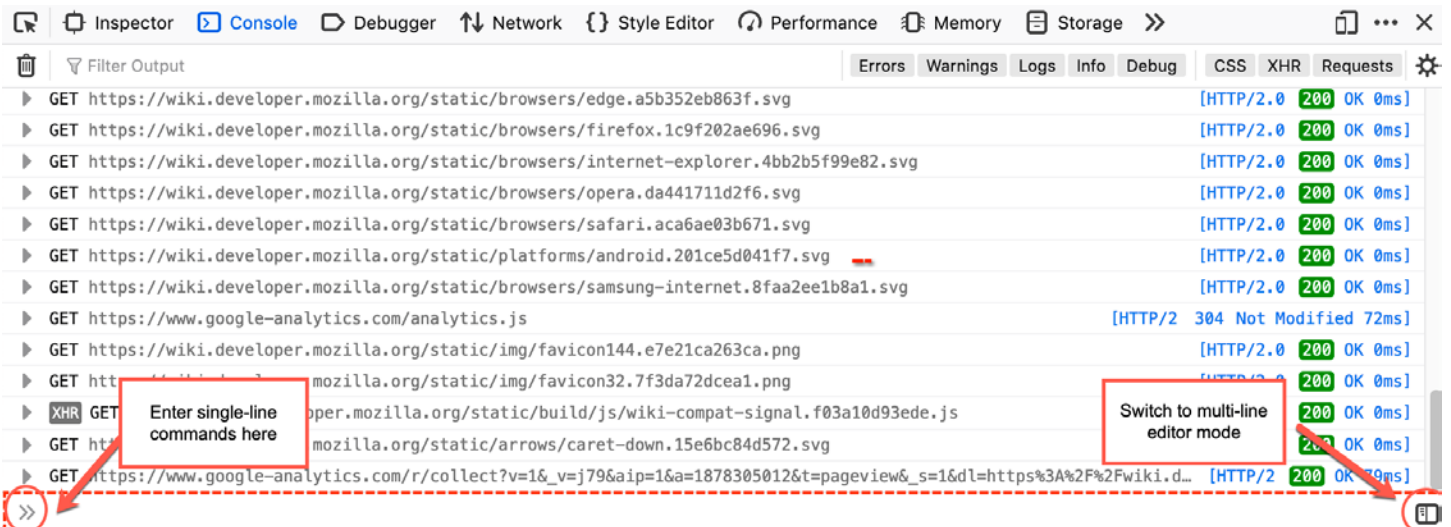 Inspector Console Debugger Network {} Style Editor Performance Memory Storage
Filter Output Errors Warnings Logs Info Debug CSS XHR Requests
GET https://wiki.developer.mozilla.org/static/browsers/edge.a5b352eb863f.svg [HTTP/2.0 200 OK 0ms]
GET https://wiki.developer.mozilla.org/static/browsers/firefox.1c9f202ae696.svg [HTTP/2.0 200 OK 0ms]
GET https://wiki.developer.mozilla.org/static/browsers/internet-explorer.4bb2b5f99e82.svg [HTTP/2.0 200 OK 0ms]
GET https://wiki.developer.mozilla.org/static/browsers/opera.da441711d2f6.svg [HTTP/2.0 200 OK 0ms]
GET https://wiki.developer.mozilla.org/static/browsers/safari.aca6ae03b671.svg [HTTP/2.0 200 OK 0ms]
GET https://wiki.developer.mozilla.org/static/platforms/android.201ce5d041f7.svg [HTTP/2.0 200 OK 0ms]
GET https://wiki.developer.mozilla.org/static/browsers/samsung-internet.8faa2ee1b8a1.svg [HTTP/2.0 200 OK 0ms]
GET https://www.google-analytics.com/analytics.js [HTTP/2 304 Not Modified 72ms]
GET https://wiki.developer.mozilla.org/static/img/favicon144.e7e21ca263ca.png [HTTP/2.0 200 OK 0ms]
GET mozilla.org/static/img/favicon32.7f3da72dcea1.png 200 OK 0ms]
XHR GET oper.mozilla.org/static/build/js/wiki-compat-signal.f03a10d93ede.js 200 OK 0ms]
GET mozilla.org/static/arrows/caret-down.15e6bc84d572.svg OK 0ms]
GET https://www.google-analytics.com/r/collect?v=1&_v=j79&aip=1&a=1878305012&t=pageview&_s=1&dl=https%3A%2F%2Fwiki.d… [HTTP/2 200 OK 79ms]
Enter single-line
commands here
Switch to multi-line
editor mode